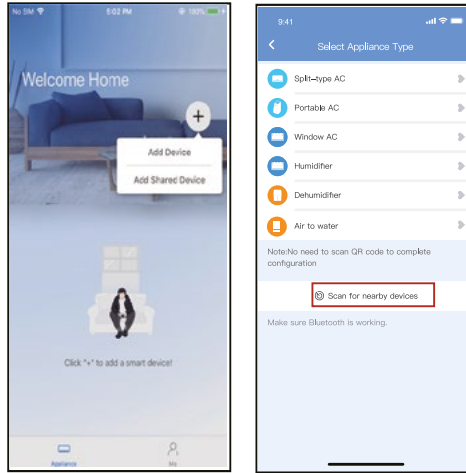 No SIM
5:02 PM
100%
Welcome Home
+
Add Device
Add Shared Device
Click "+" to add a smart device!
Appliance
Me
9:41
Select Appliance Type
Split-type AC
Portable AC
Window AC
Humidifier
Dehumidifier
Air to water
Note:No need to scan QR code to complete
configuration
Scan for nearby devices
Make sure Bluetooth is working.